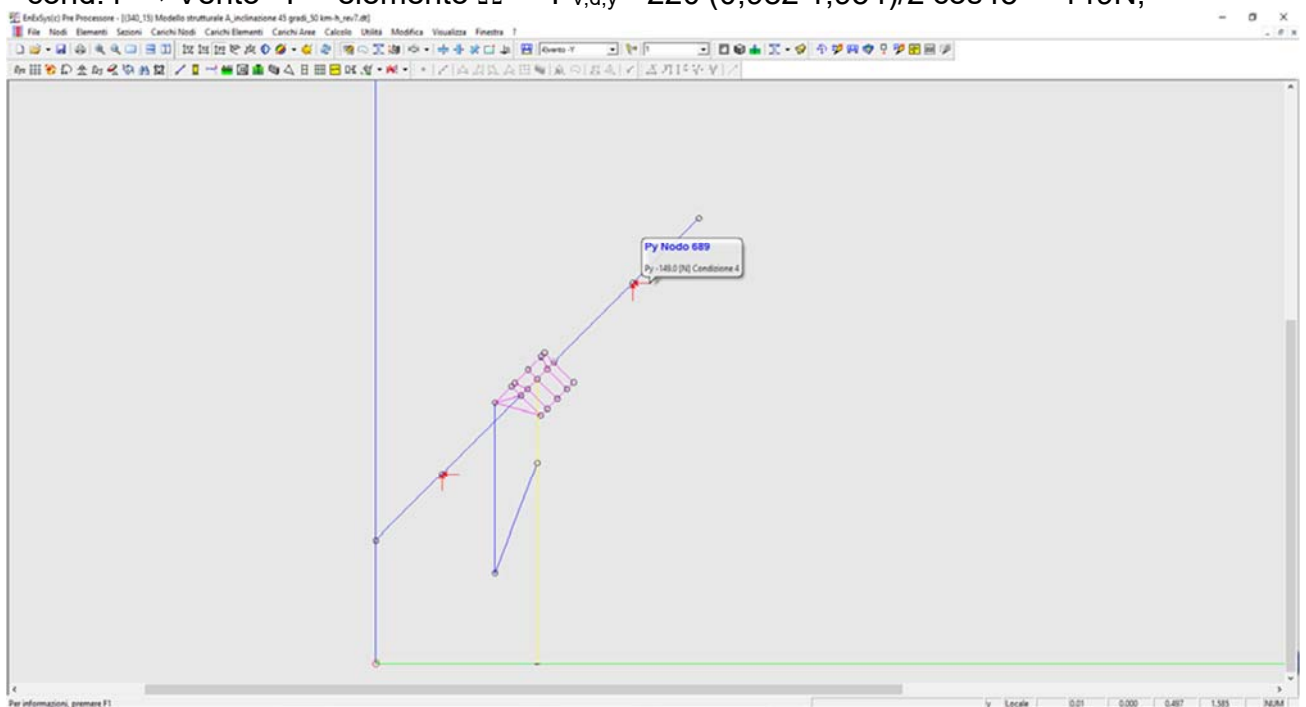 EnExSys(c) Pre Processore - [(340_15) Modello strutturale A_inclinazione 45 gradi_50 km-h_rev7.dt]
File Nodi Elementi Sezioni Carichi Nodi Carichi Elementi Carichi Aree Calcolo Utilità Modifica Visualizza Finestra ?
Py Nodo 689
Py -149.0 [N] Condizione 4
Per informazioni, premere F1
y Locale 0.01 0.000 0.497 1.585 NUM